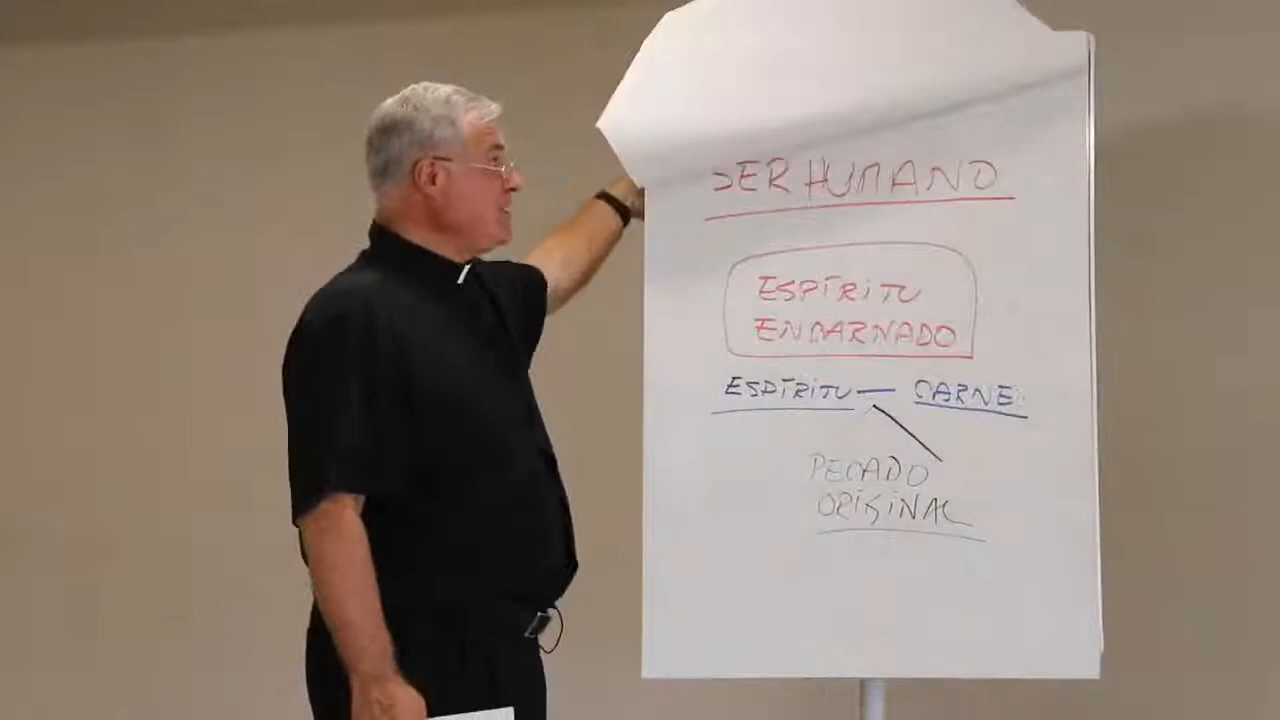 SER HUMANO
ESPÍRITU
ENCARNADO
ESPÍRITU — CARNE
PECADO
ORIGINAL